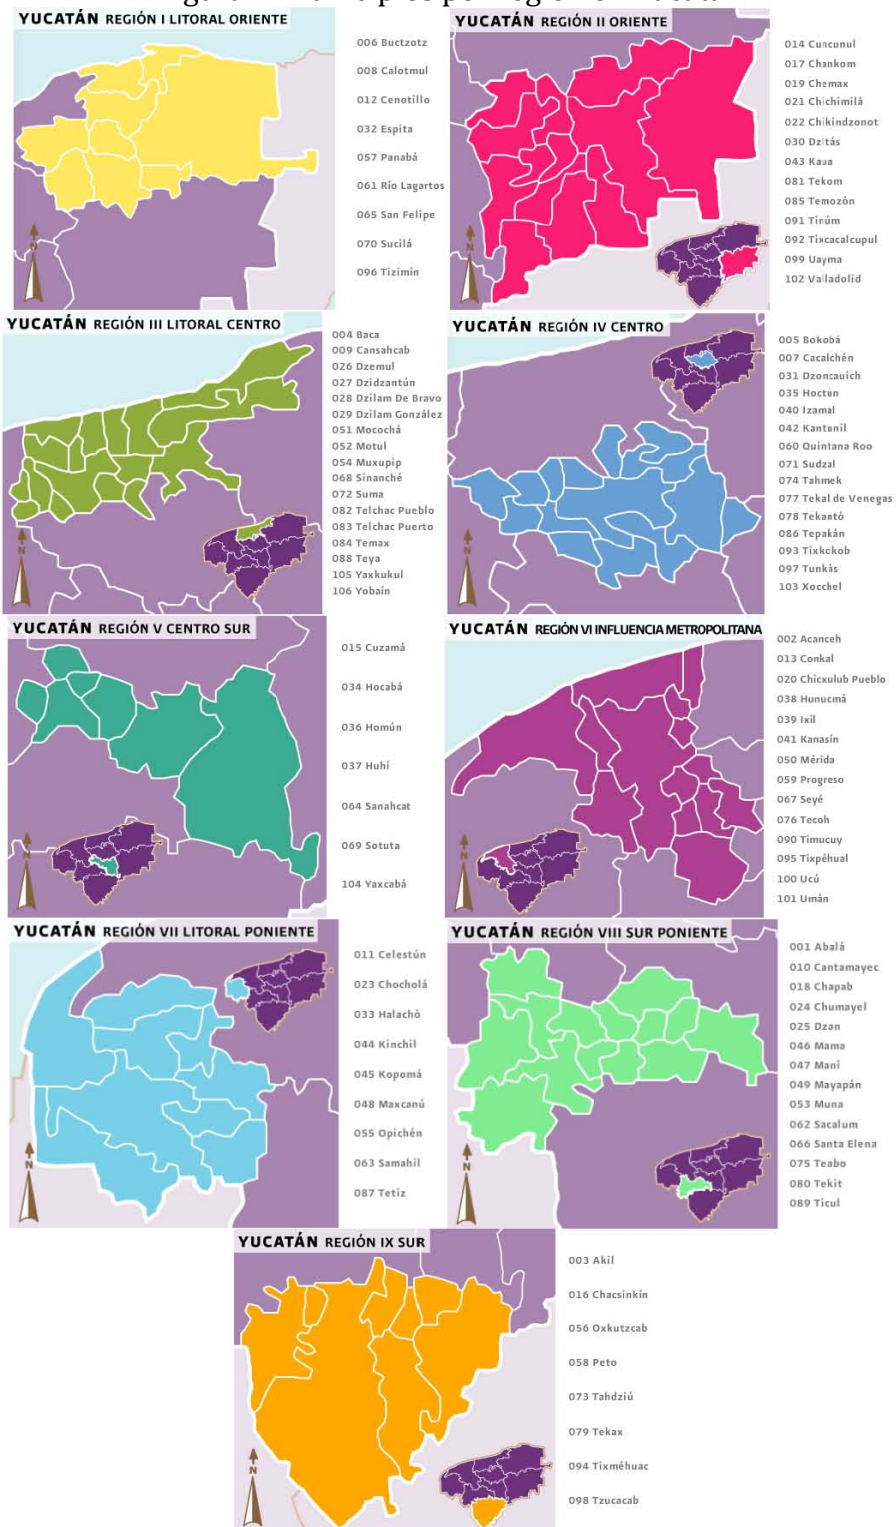 YUCATÁN REGIÓN I LITORAL ORIENTE
006 Buctzotz
008 Calotmul
012 Cenotillo
032 Espita
057 Panabá
061 Río Lagartos
065 San Felipe
070 Sucilá
096 Tizimín
N
YUCATÁN REGIÓN II ORIENTE
014 Cuncunul
017 Chankom
019 Chemax
021 Chichimilá
022 Chikindzonot
030 Dzitás
043 Kaua
081 Tekom
085 Temozón
091 Tinúm
092 Tixcacalcupul
099 Uayma
102 Valladolid
N
YUCATÁN REGIÓN III LITORAL CENTRO
004 Baca
009 Cansahcab
026 Dzemul
027 Dzidzantún
028 Dzilam De Bravo
029 Dzilam González
051 Mocochá
052 Motul
054 Muxupip
068 Sinanché
072 Suma
082 Telchac Pueblo
083 Telchac Puerto
084 Temax
088 Teya
105 Yaxkukul
106 Yobaín
N
YUCATÁN REGIÓN IV CENTRO
005 Bokobá
007 Cacalchén
031 Dzoncauich
035 Hoctún
040 Izamal
042 Kantunil
060 Quintana Roo
071 Sudzal
074 Tahmek
077 Tekal de Venegas
078 Tekantó
086 Tepakán
093 Tixkckob
097 Tunkás
103 Xocchel
N
YUCATÁN REGIÓN V CENTRO SUR
015 Cuzamá
034 Hocabá
036 Homún
037 Huhí
064 Sanahcat
069 Sotuta
104 Yaxcabá
N
YUCATÁN REGIÓN VI INFLUENCIA METROPOLITANA
002 Acanceh
013 Conkal
020 Chicxulub Pueblo
038 Hunucmá
039 Ixil
041 Kanasín
050 Mérida
059 Progreso
067 Seyé
076 Tecoh
090 Timucuy
095 Tixpéhual
100 Ucú
101 Umán
N
YUCATÁN REGIÓN VII LITORAL PONIENTE
011 Celestún
023 Chocholá
033 Halachó
044 Kinchil
045 Kopomá
048 Maxcanú
055 Opichén
063 Samahil
087 Tetiz
N
YUCATÁN REGIÓN VIII SUR PONIENTE
001 Abalá
010 Cantamayec
018 Chapab
024 Chumayel
025 Dzan
046 Mama
047 Maní
049 Mayapán
053 Muna
062 Sacalum
066 Santa Elena
075 Teabo
080 Tekit
089 Ticul
N
YUCATÁN REGIÓN IX SUR
003 Akil
016 Chacsinkín
056 Oxkutzcab
058 Peto
073 Tahdziú
079 Tekax
094 Tixméhuac
098 Tzucacab
N